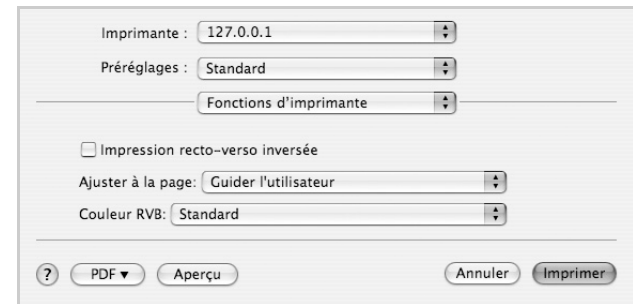 Imprimante : 127.0.0.1
Préréglages : Standard
Fonctions d'imprimante
Impression recto-verso inversée
Ajuster à la page: Guider l'utilisateur
Couleur RVB: Standard
? PDF ▼ Aperçu Annuler Imprimer